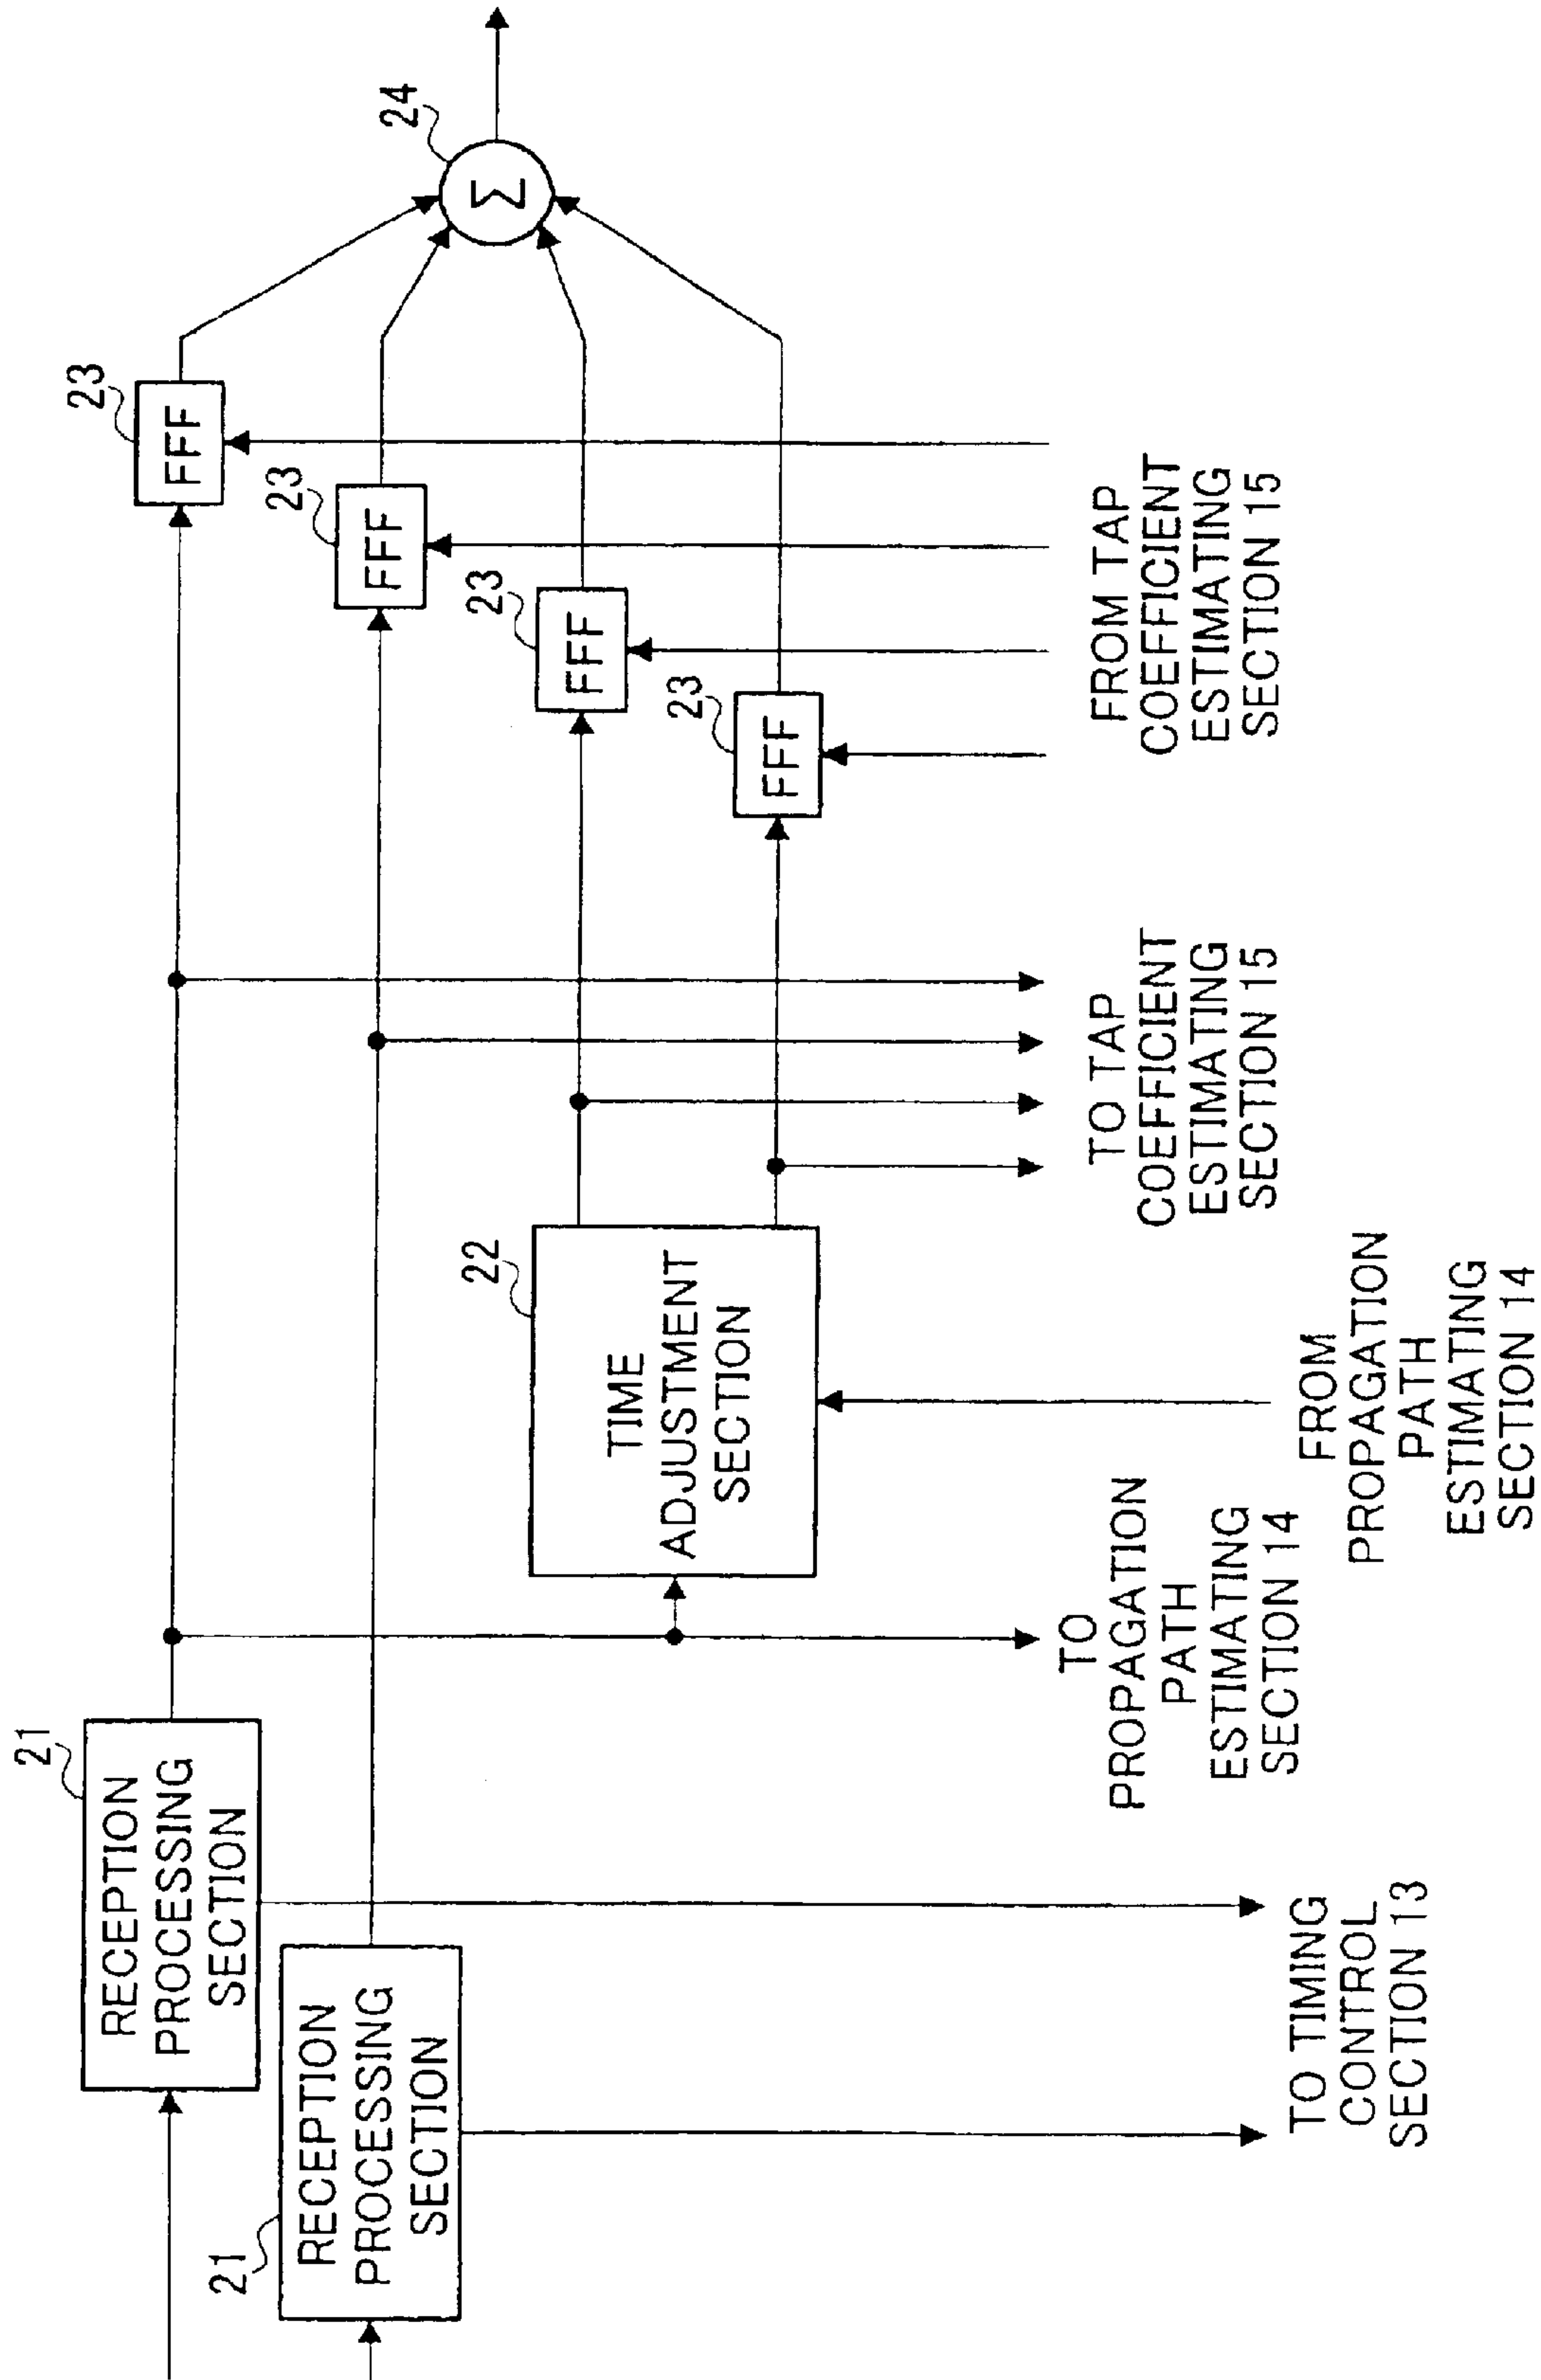 21
RECEPTION
PROCESSING
SECTION
21
RECEPTION
PROCESSING
SECTION
22
TIME
ADJUSTMENT
SECTION
23
FFF
23
FFF
23
FFF
23
FFF
24
Σ
TO TIMING
CONTROL
SECTION 13
TO
PROPAGATION
PATH
ESTIMATING
SECTION 14
FROM
PROPAGATION
PATH
ESTIMATING
SECTION 14
TO TAP
COEFFICIENT
ESTIMATING
SECTION 15
FROM TAP
COEFFICIENT
ESTIMATING
SECTION 15